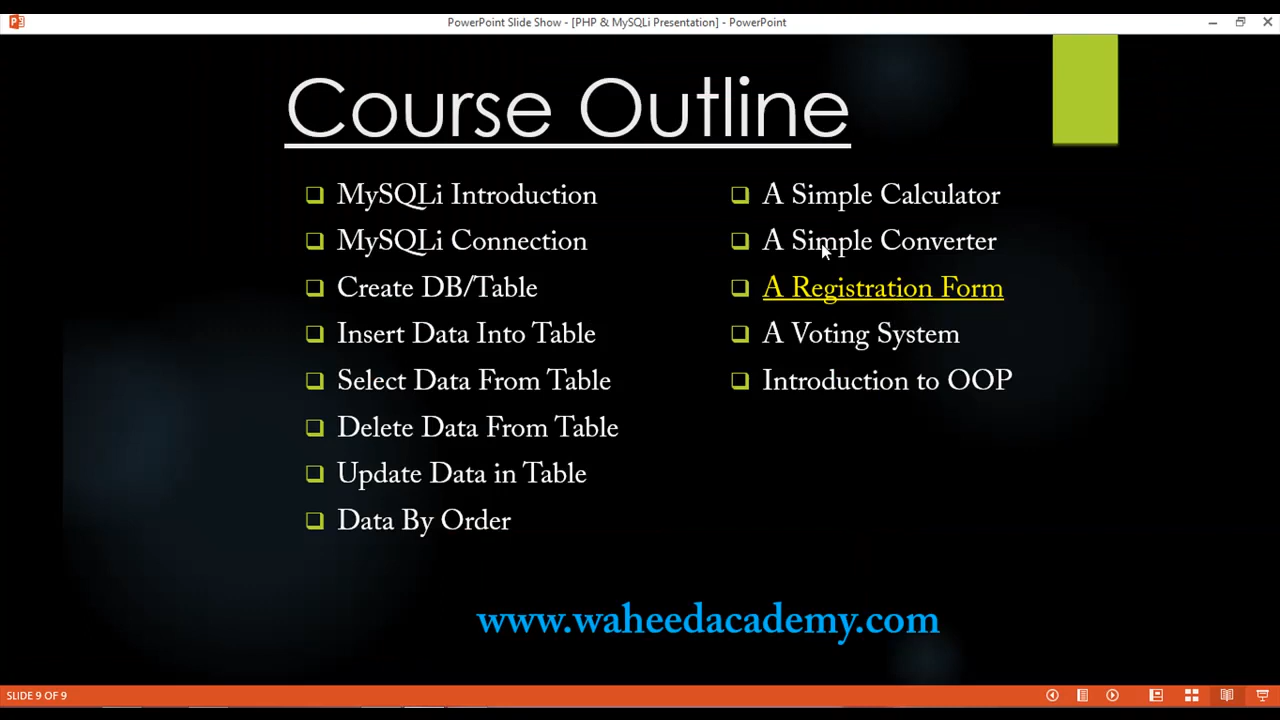 PowerPoint Slide Show - [PHP & MySQLi Presentation] - PowerPoint
Course Outline
MySQLi Introduction
MySQLi Connection
Create DB/Table
Insert Data Into Table
Select Data From Table
Delete Data From Table
Update Data in Table
Data By Order
A Simple Calculator
A Simple Converter
A Registration Form
A Voting System
Introduction to OOP
www.waheedacademy.com
SLIDE 9 OF 9